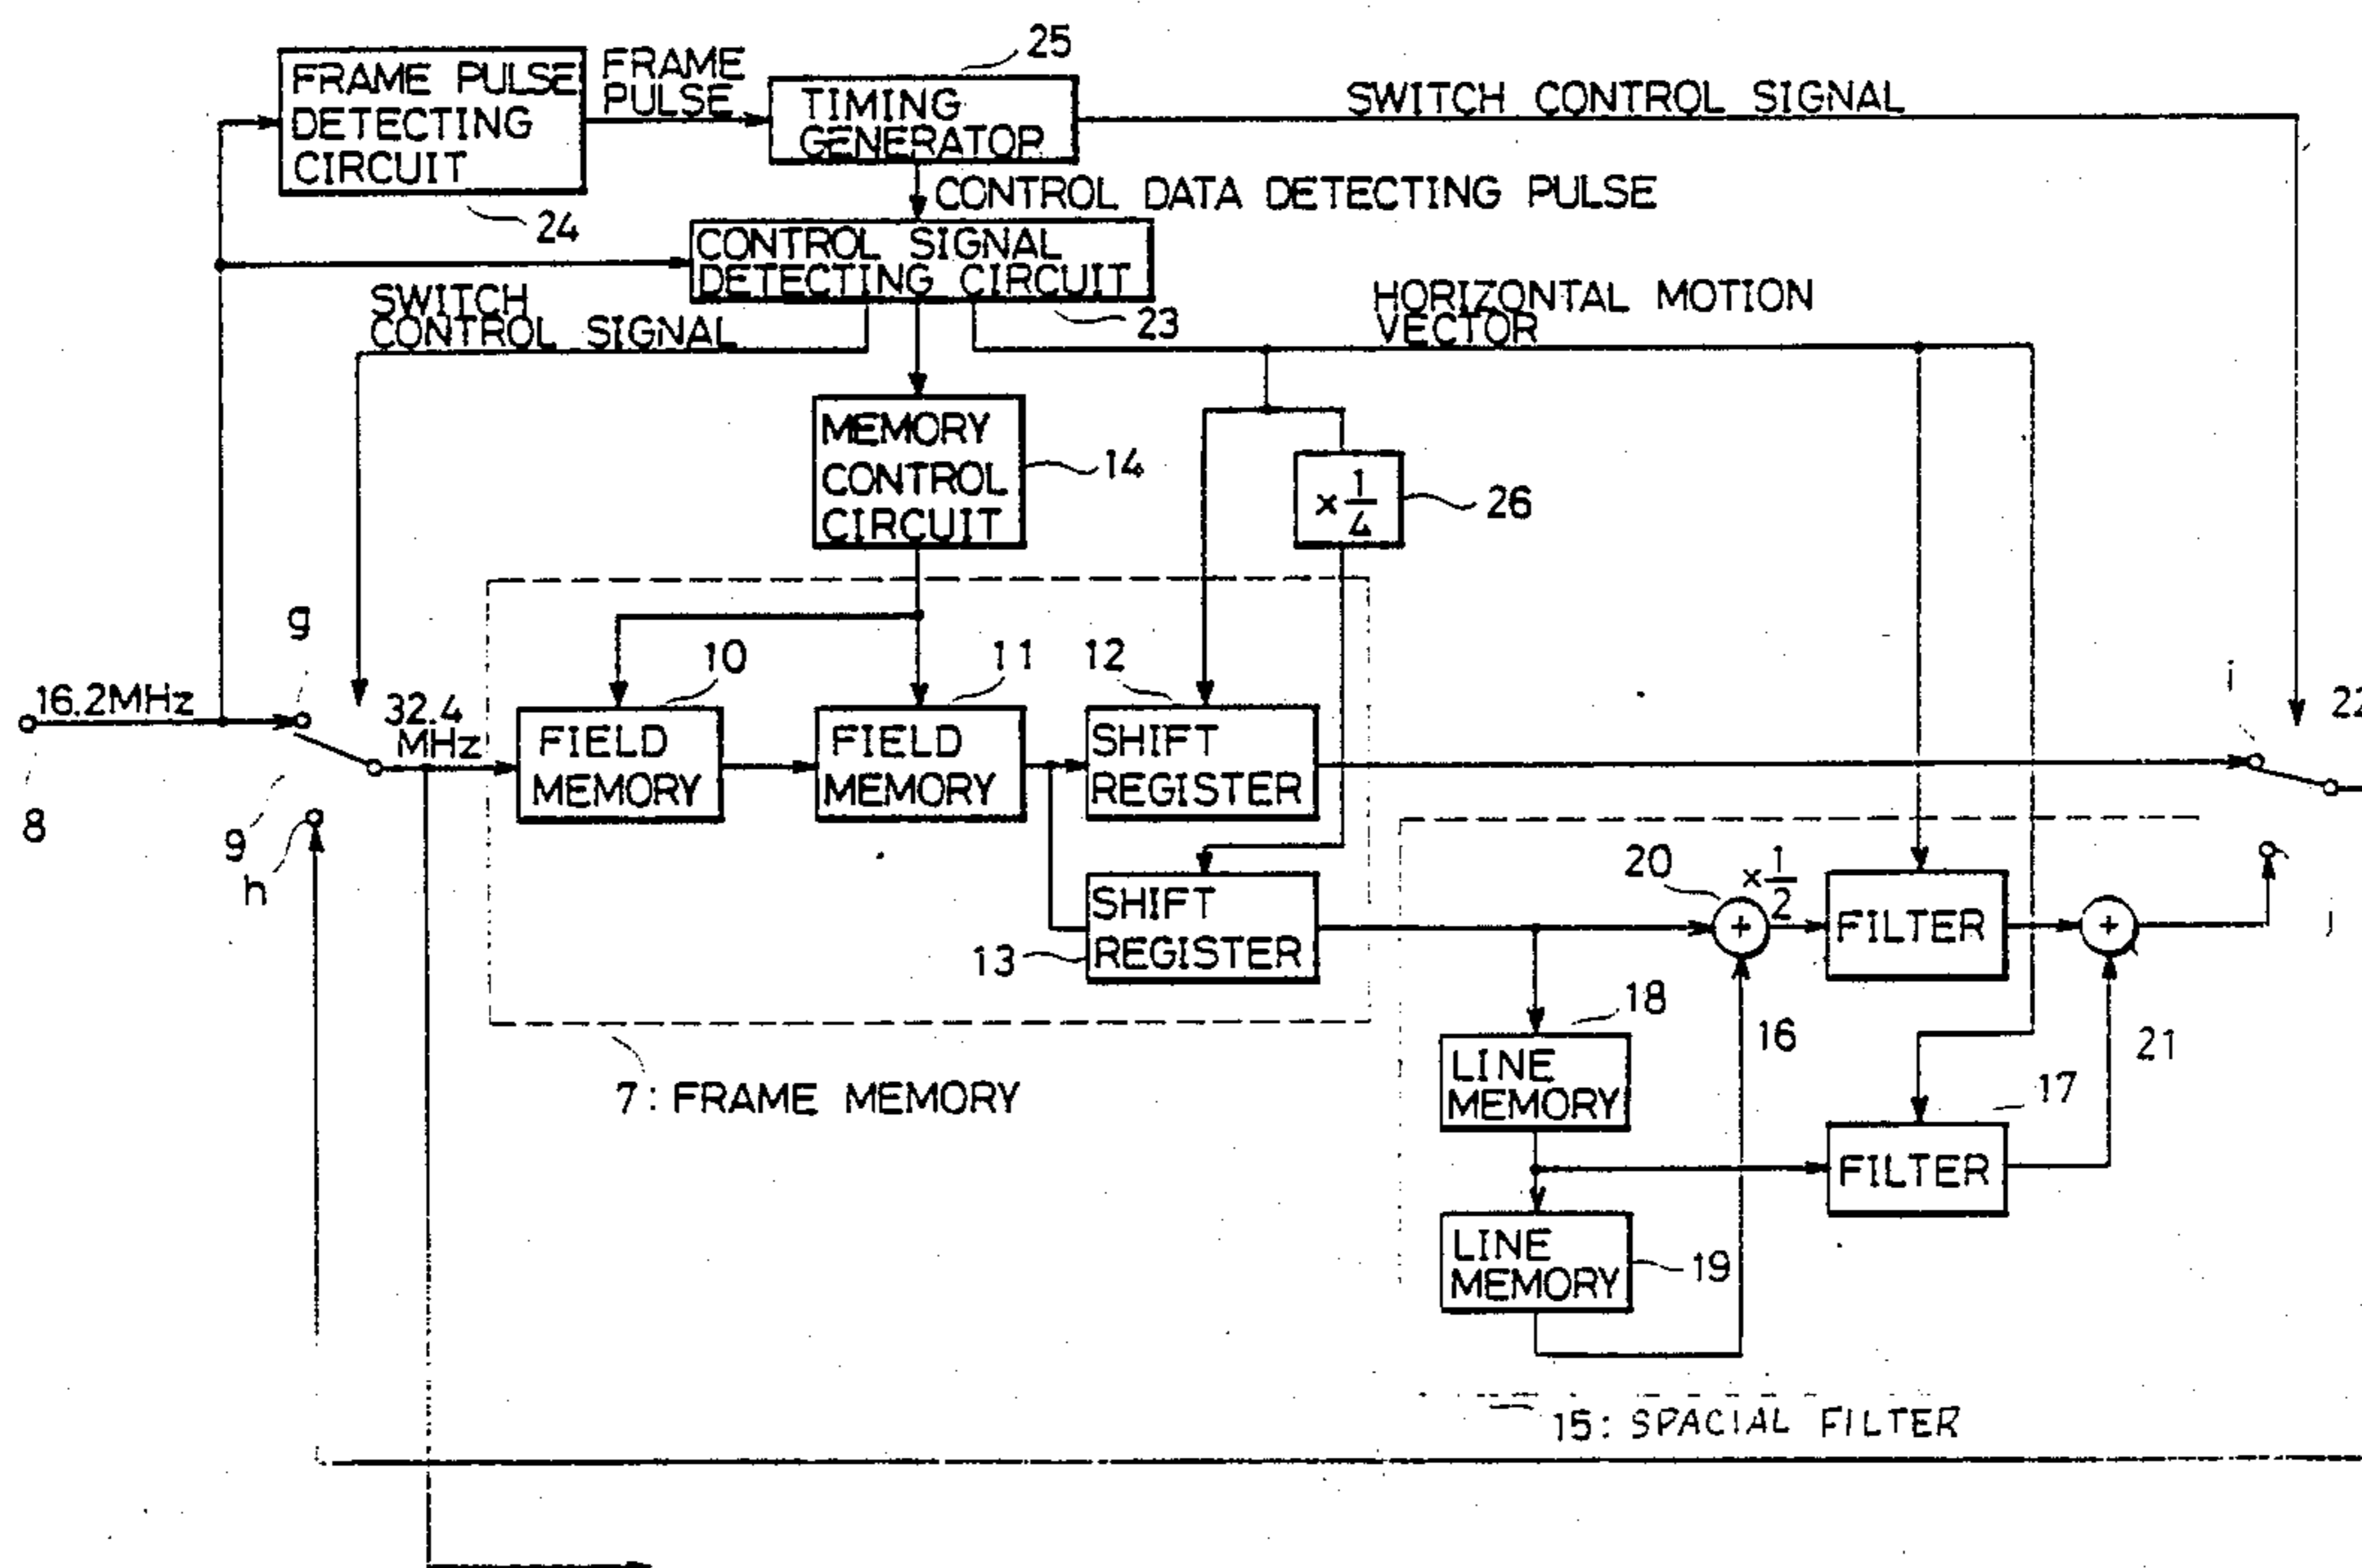 25
FRAME PULSE
DETECTING
CIRCUIT
FRAME
PULSE
TIMING
GENERATOR
SWITCH CONTROL SIGNAL
24
CONTROL DATA DETECTING PULSE
CONTROL SIGNAL
DETECTING CIRCUIT
SWITCH
CONTROL SIGNAL
23
HORIZONTAL MOTION
VECTOR
MEMORY
CONTROL
CIRCUIT
14
× 1/4
26
g
10
11
12
i
16.2MHz
32.4
MHz
22
FIELD
MEMORY
FIELD
MEMORY
SHIFT
REGISTER
8
9
h
20
× 1/2
SHIFT
REGISTER
13
+
FILTER
+
j
18
16
21
LINE
MEMORY
7: FRAME MEMORY
17
FILTER
LINE
MEMORY
19
15: SPACIAL FILTER